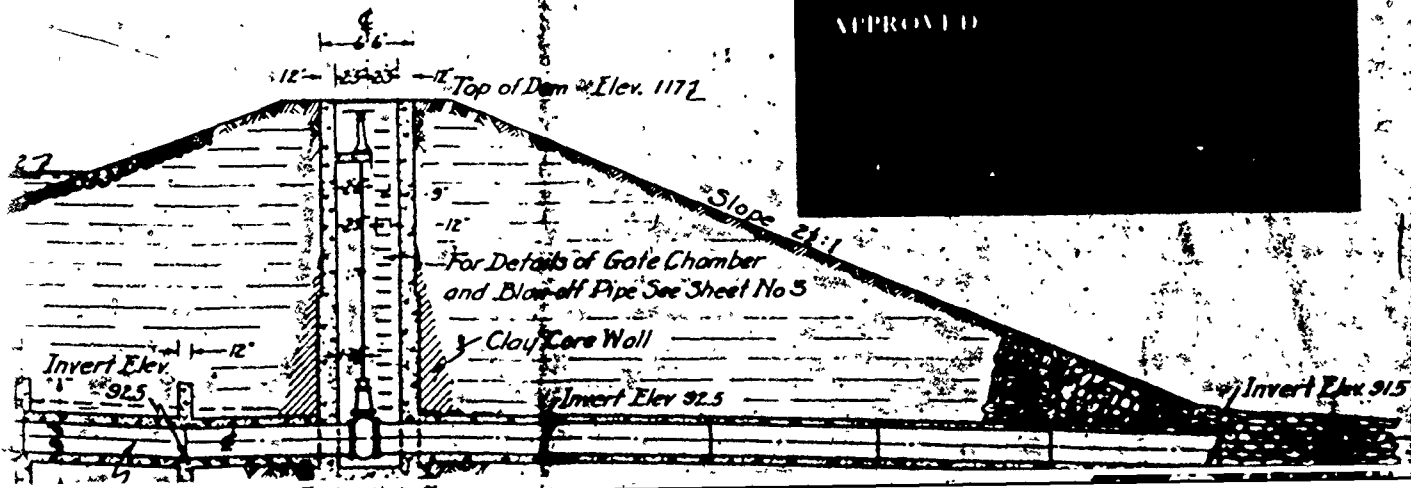 APPROVED
℄
6'6"
12"
12"
Top of Dam Elev. 117
9"
12"
Slope 2½:1
For Details of Gate Chamber
and Blow-off Pipe See Sheet No 3
Clay Core Wall
12"
Invert Elev.
92.5
Invert Elev 92.5
Invert Elev. 91.5